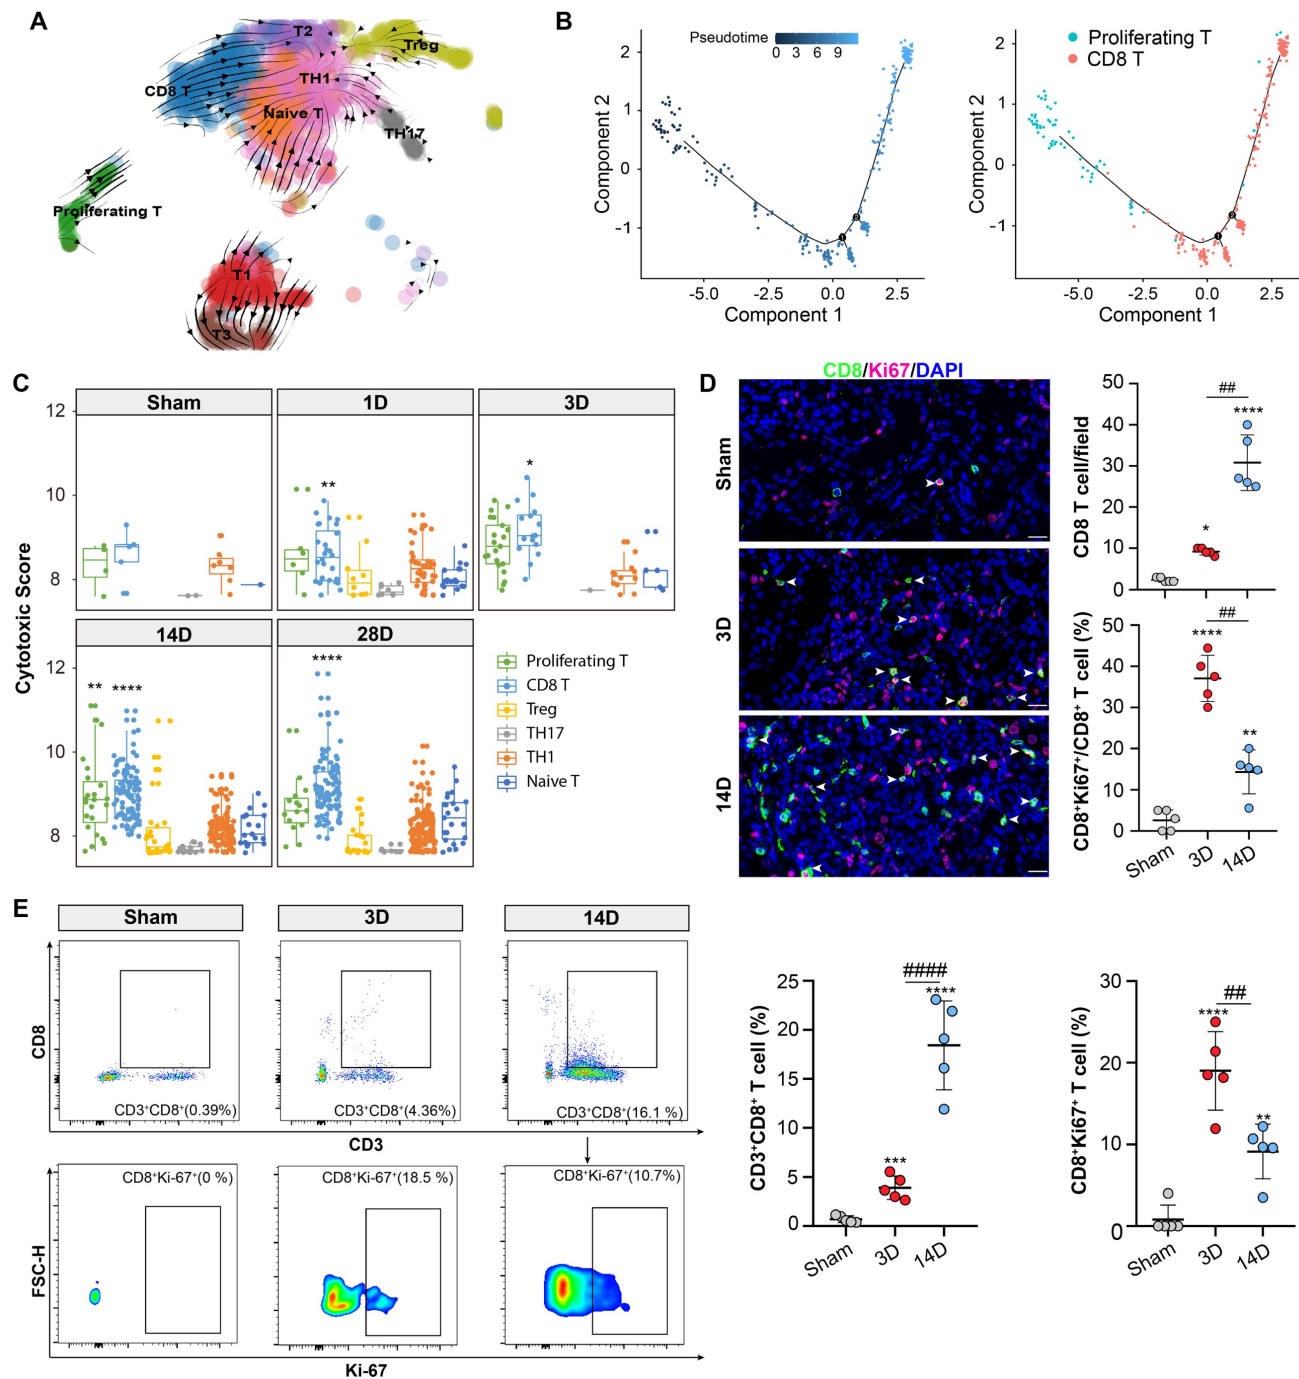 A
T2
Treg
CD8 T
TH1
Naive T
TH17
Proliferating T
T1
T3
B
Pseudotime
0 3 6 9
2
1
0
-1
Component 2
1
2
-5.0 -2.5 0.0 2.5
Component 1
Proliferating T
CD8 T
2
1
0
-1
Component 2
1
2
-5.0 -2.5 0.0 2.5
Component 1
C
Sham 1D 3D
12
10
8
** *
Cytotoxic Score
14D 28D
12
10
8
** **** ****
Proliferating T
CD8 T
Treg
TH17
TH1
Naive T
D
CD8/Ki67/DAPI
Sham
3D
14D
CD8 T cell/field
50
40
30
20
10
0
##
****
*
CD8⁺Ki67⁺/CD8⁺ T cell (%)
50
40
30
20
10
0
##
****
**
Sham 3D 14D
E
Sham 3D 14D
CD8
CD3⁺CD8⁺(0.39%) CD3⁺CD8⁺(4.36%) CD3⁺CD8⁺(16.1 %)
CD3
CD8⁺Ki-67⁺(0 %) CD8⁺Ki-67⁺(18.5 %) CD8⁺Ki-67⁺(10.7%)
FSC-H
Ki-67
CD3⁺CD8⁺ T cell (%)
25
20
15
10
5
0
####
****
***
Sham 3D 14D
CD8⁺Ki67⁺ T cell (%)
30
20
10
0
##
****
**
Sham 3D 14D